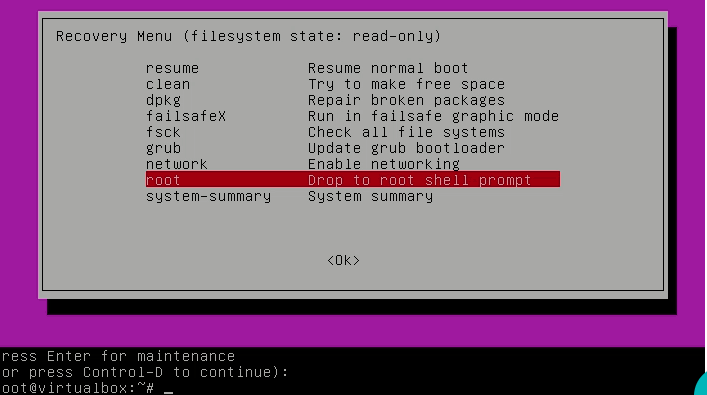 Recovery Menu (filesystem state: read-only)
resume Resume normal boot
clean Try to make free space
dpkg Repair broken packages
failsafeX Run in failsafe graphic mode
fsck Check all file systems
grub Update grub bootloader
network Enable networking
root Drop to root shell prompt
system-summary System summary
<Ok>
ress Enter for maintenance
or press Control-D to continue):
oot@virtualbox:~# _